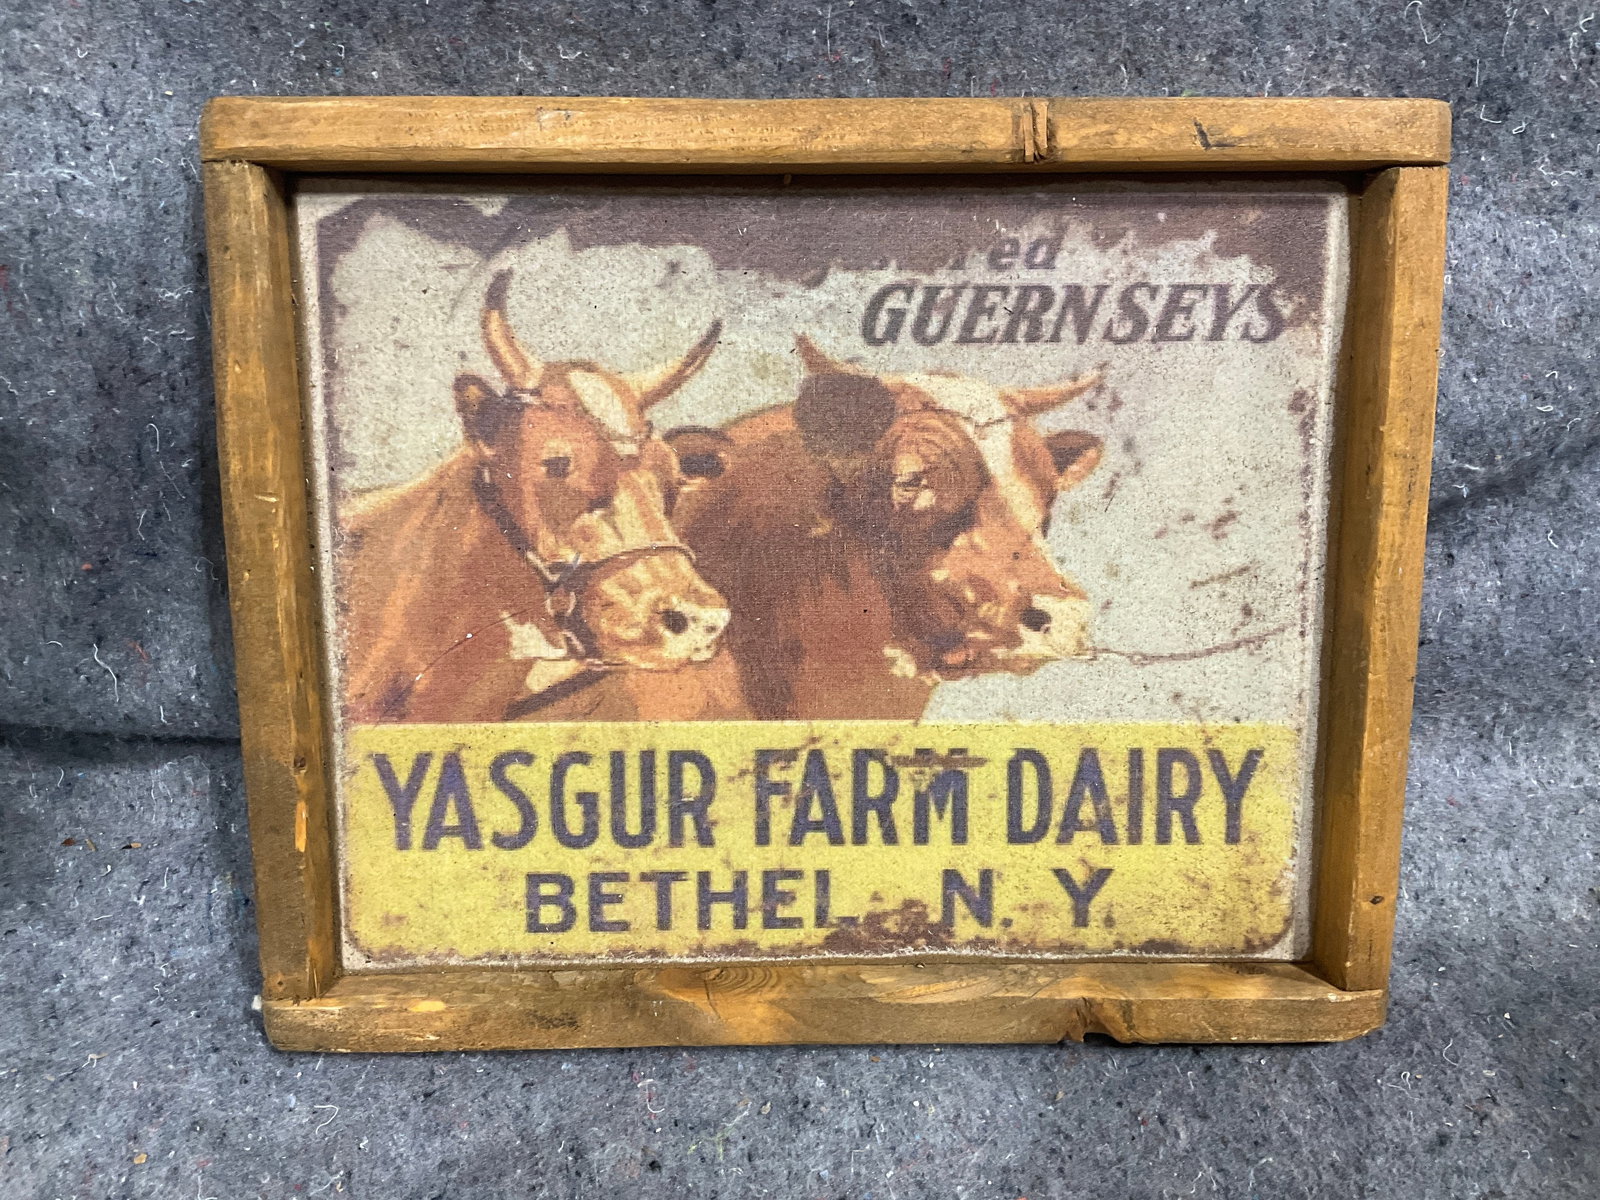 GUERNSEYS
YASGUR FARM DAIRY
BETHEL N. Y.